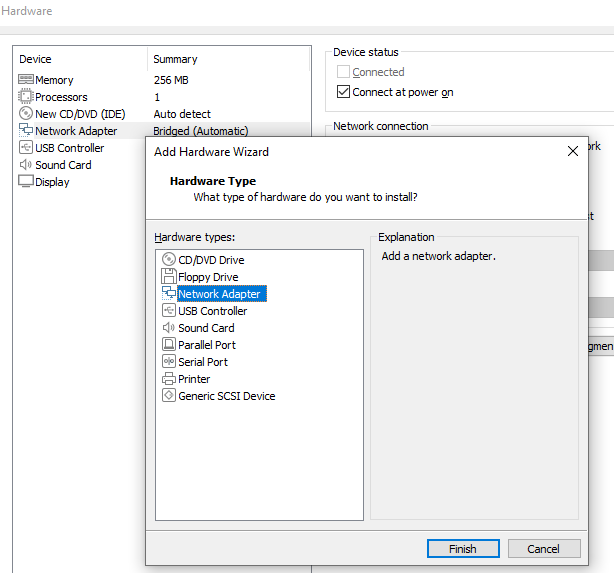 Hardware
Device Summary
Memory 256 MB
Processors 1
New CD/DVD (IDE) Auto detect
Network Adapter Bridged (Automatic)
USB Controller
Sound Card
Display
Device status
Connected
Connect at power on
Network connection
Add Hardware Wizard
Hardware Type
What type of hardware do you want to install?
Hardware types:
CD/DVD Drive
Floppy Drive
Network Adapter
USB Controller
Sound Card
Parallel Port
Serial Port
Printer
Generic SCSI Device
Explanation
Add a network adapter.
Finish Cancel